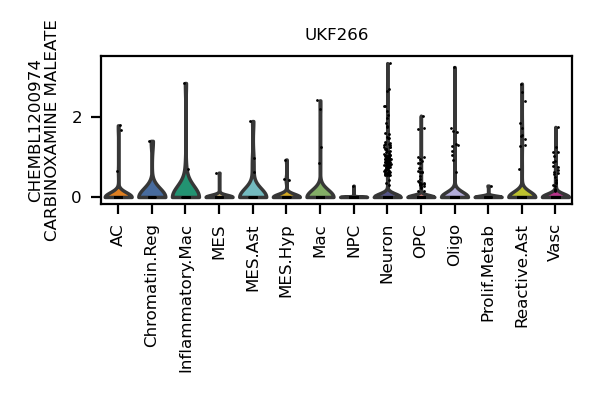 UKF266
CHEMBL1200974
CARBINOXAMINE MALEATE
2
0
AC
Chromatin.Reg
Inflammatory.Mac
MES
MES.Ast
MES.Hyp
Mac
NPC
Neuron
OPC
Oligo
Prolif.Metab
Reactive.Ast
Vasc